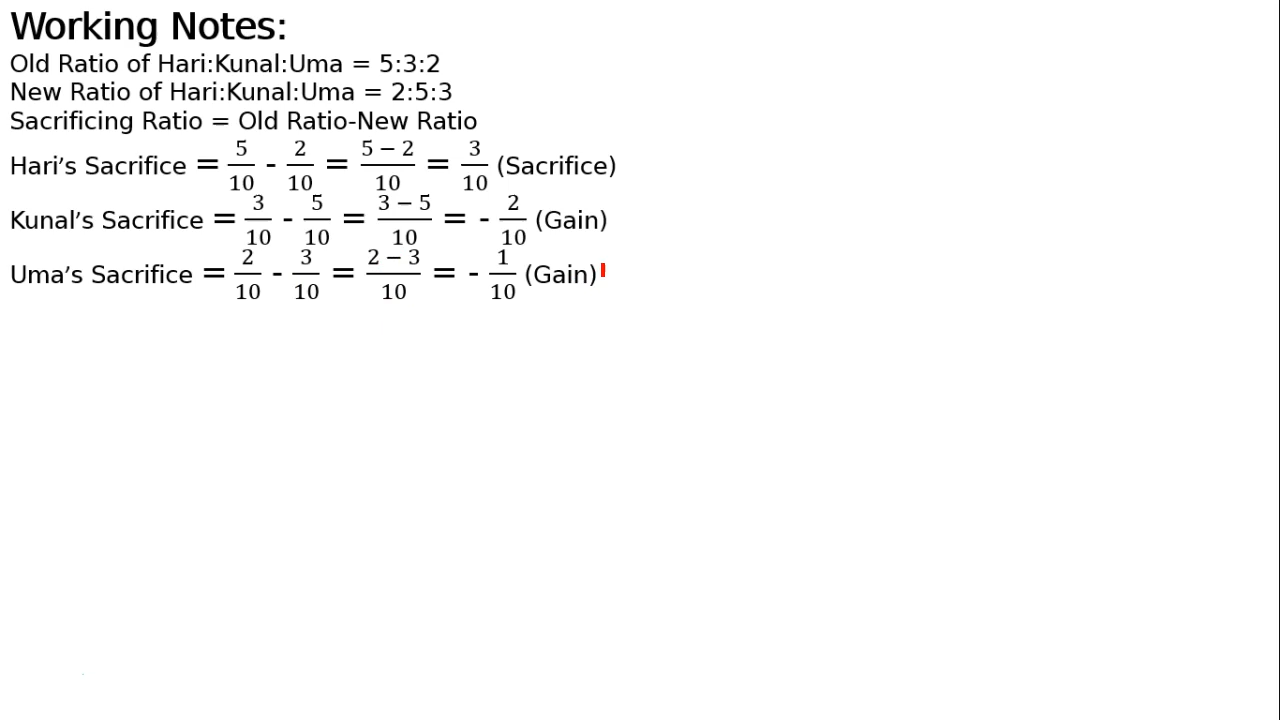 Working Notes:
Old Ratio of Hari:Kunal:Uma = 5:3:2
New Ratio of Hari:Kunal:Uma = 2:5:3
Sacrificing Ratio = Old Ratio-New Ratio
Hari’s Sacrifice = 5/10 - 2/10 = 5 − 2/10 = 3/10 (Sacrifice)
Kunal’s Sacrifice = 3/10 - 5/10 = 3 − 5/10 = - 2/10 (Gain)
Uma’s Sacrifice = 2/10 - 3/10 = 2 − 3/10 = - 1/10 (Gain)